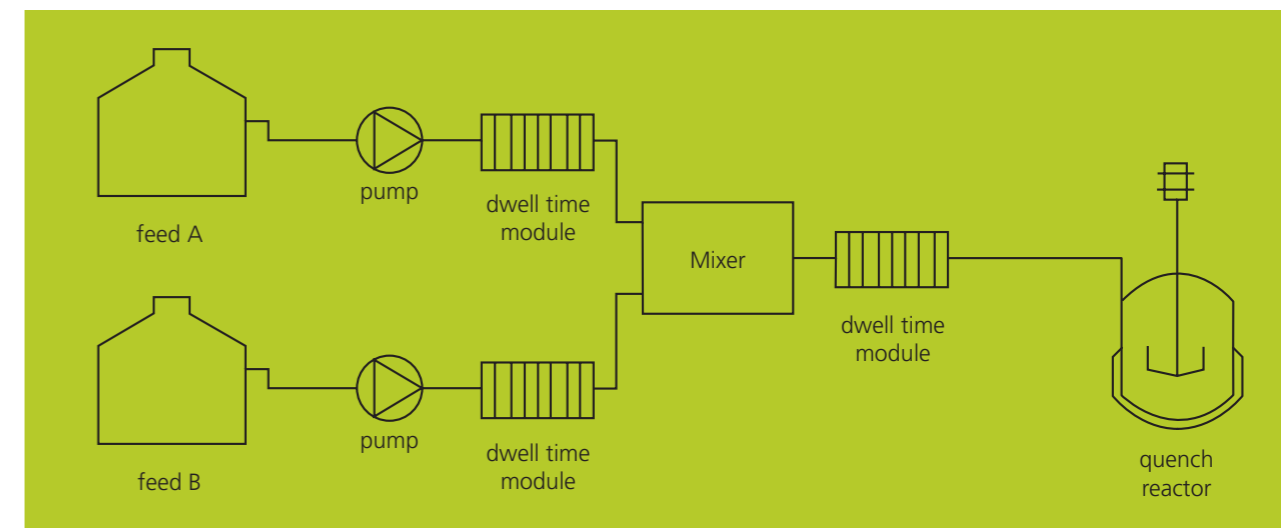 pump
dwell time
module
feed A
Mixer
dwell time
module
pump
dwell time
module
feed B
quench
reactor